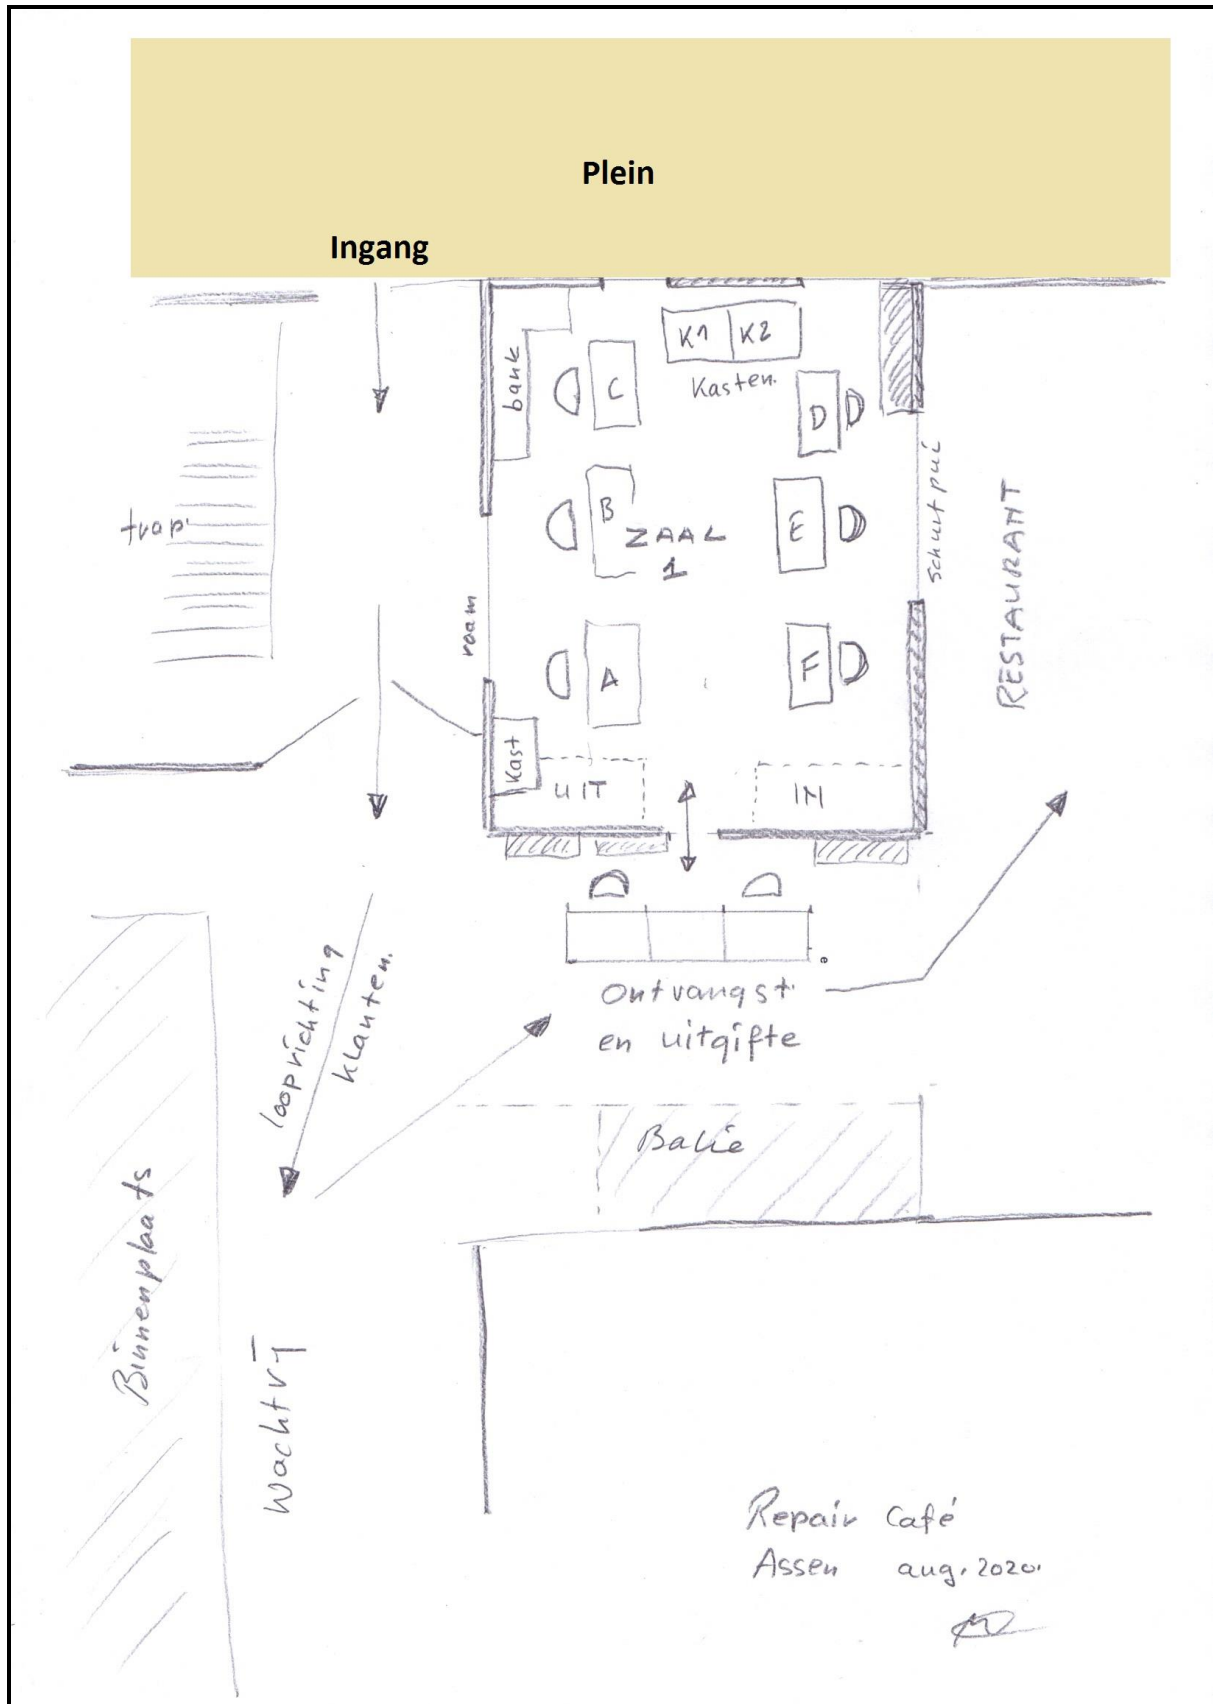 Plein
Ingang
K1 K2
Kasten.
bank
C
D
trap.
B
ZAAL
1
E
schuifpui
RESTAURANT
raam
A
F
Kast
UIT
IN
e
looprichting
klanten.
Ontvangst.
en uitgifte
Balie
Binnenplaats
Repair Café
Assen aug. 2020.